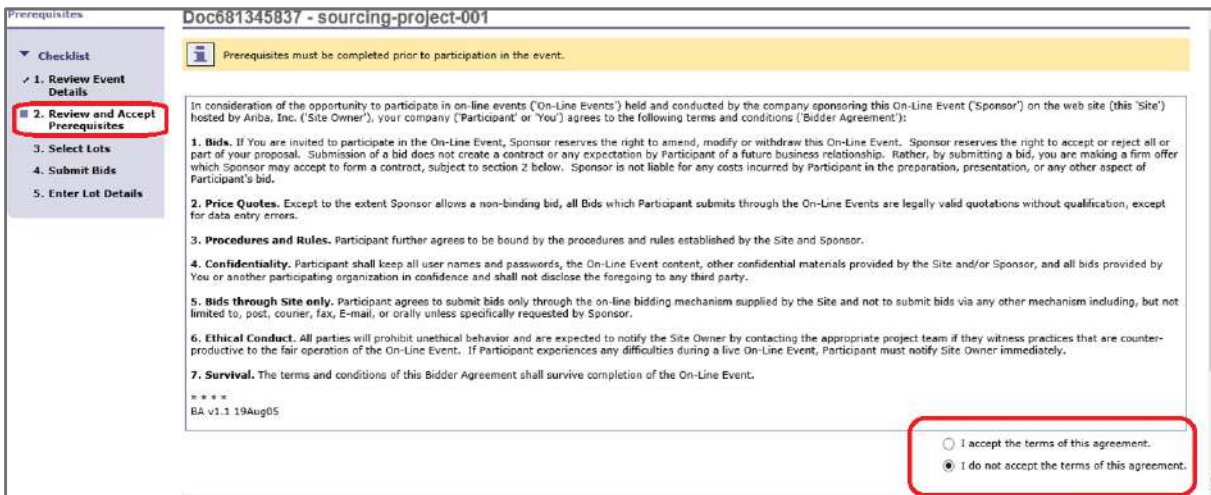 Prerequisites
Doc681345837 - sourcing-project-001
Checklist
1. Review Event
Details
2. Review and Accept
Prerequisites
3. Select Lots
4. Submit Bids
5. Enter Lot Details
Prerequisites must be completed prior to participation in the event.
In consideration of the opportunity to participate in on-line events ('On-Line Events') held and conducted by the company sponsoring this On-Line Event ('Sponsor') on the web site (this 'Site')
hosted by Ariba, Inc. ('Site Owner'), your company ('Participant' or 'You') agrees to the following terms and conditions ('Bidder Agreement'):
1. Bids. If You are invited to participate in the On-Line Event, Sponsor reserves the right to amend, modify or withdraw this On-Line Event. Sponsor reserves the right to accept or reject all or
part of your proposal. Submission of a bid does not create a contract or any expectation by Participant of a future business relationship. Rather, by submitting a bid, you are making a firm offer
which Sponsor may accept to form a contract, subject to section 2 below. Sponsor is not liable for any costs incurred by Participant in the preparation, presentation, or any other aspect of
Participant's bid.
2. Price Quotes. Except to the extent Sponsor allows a non-binding bid, all Bids which Participant submits through the On-Line Events are legally valid quotations without qualification, except
for data entry errors.
3. Procedures and Rules. Participant further agrees to be bound by the procedures and rules established by the Site and Sponsor.
4. Confidentiality. Participant shall keep all user names and passwords, the On-Line Event content, other confidential materials provided by the Site and/or Sponsor, and all bids provided by
You or another participating organization in confidence and shall not disclose the foregoing to any third party.
5. Bids through Site only. Participant agrees to submit bids only through the on-line bidding mechanism supplied by the Site and not to submit bids via any other mechanism including, but not
limited to, post, courier, fax, E-mail, or orally unless specifically requested by Sponsor.
6. Ethical Conduct. All parties will prohibit unethical behavior and are expected to notify the Site Owner by contacting the appropriate project team if they witness practices that are counter-
productive to the fair operation of the On-Line Event. If Participant experiences any difficulties during a live On-Line Event, Participant must notify Site Owner immediately.
7. Survival. The terms and conditions of this Bidder Agreement shall survive completion of the On-Line Event.
* * * *
BA v1.1 19Aug05
I accept the terms of this agreement.
I do not accept the terms of this agreement.